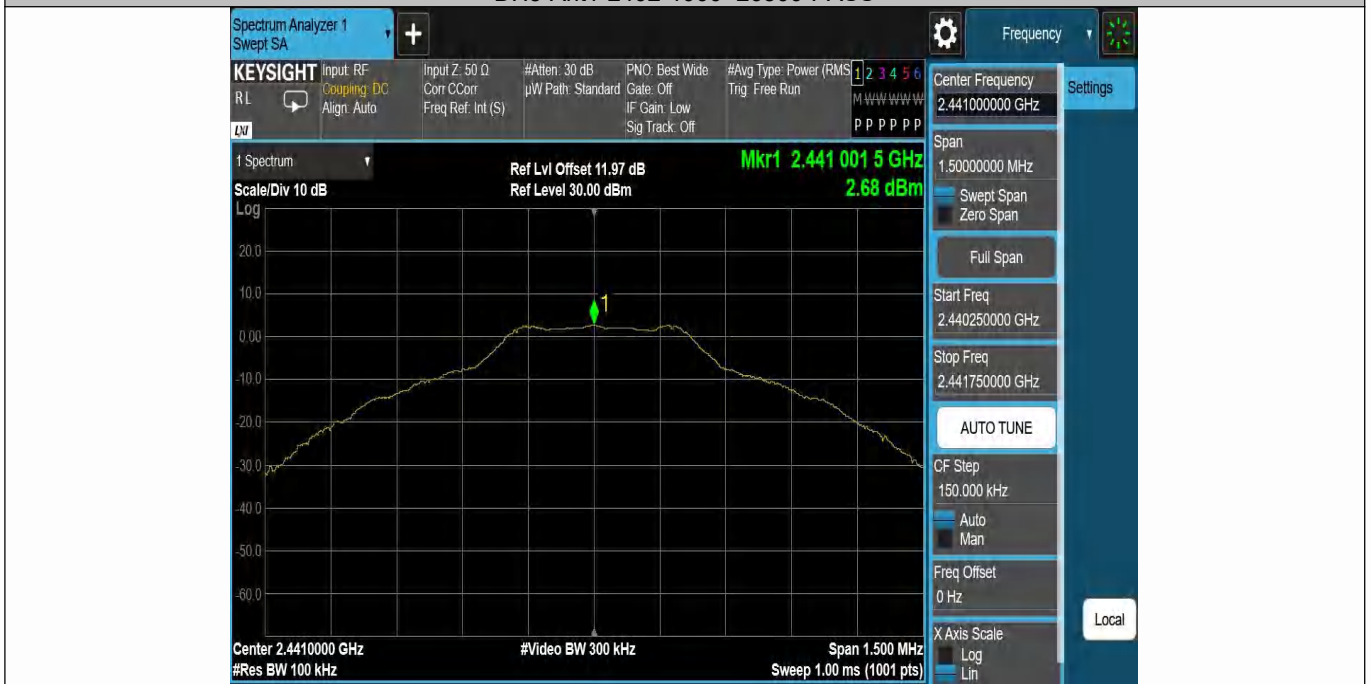 Spectrum Analyzer 1
Swept SA
+
Frequency
KEYSIGHT
RL
LXI
Input: RF
Coupling: DC
Align: Auto
Input Z: 50 Ω
Corr CCorr
Freq Ref: Int (S)
#Atten: 30 dB
µW Path: Standard
PNO: Best Wide
Gate: Off
IF Gain: Low
Sig Track: Off
#Avg Type: Power (RMS
Trig: Free Run
1 2 3 4 5 6
M W W W W W
P P P P P P
1 Spectrum
Scale/Div 10 dB
Log
Ref Lvl Offset 11.97 dB
Ref Level 30.00 dBm
Mkr1 2.441 001 5 GHz
2.68 dBm
20.0
10.0
0.00
-10.0
-20.0
-30.0
-40.0
-50.0
-60.0
1
Center 2.4410000 GHz
#Res BW 100 kHz
#Video BW 300 kHz
Span 1.500 MHz
Sweep 1.00 ms (1001 pts)
Center Frequency
2.441000000 GHz
Settings
Span
1.50000000 MHz
Swept Span
Zero Span
Full Span
Start Freq
2.440250000 GHz
Stop Freq
2.441750000 GHz
AUTO TUNE
CF Step
150.000 kHz
Auto
Man
Freq Offset
0 Hz
X Axis Scale
Log
Lin
Local